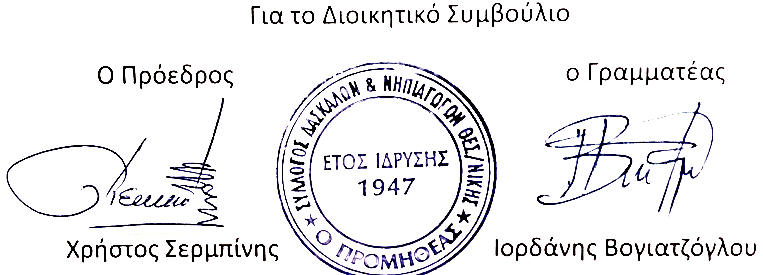 Για το Διοικητικό Συμβούλιο
Ο Πρόεδρος
ο Γραμματέας
ΣΥΛΛΟΓΟΣ ΔΑΣΚΑΛΩΝ & ΝΗΠΙΑΓΩΓΩΝ ΘΕΣ/ΝΙΚΗΣ
ΕΤΟΣ ΙΔΡΥΣΗΣ
1947
★ Ο ΠΡΟΜΗΘΕΑΣ ★
Χρήστος Σερμπίνης
Ιορδάνης Βογιατζόγλου